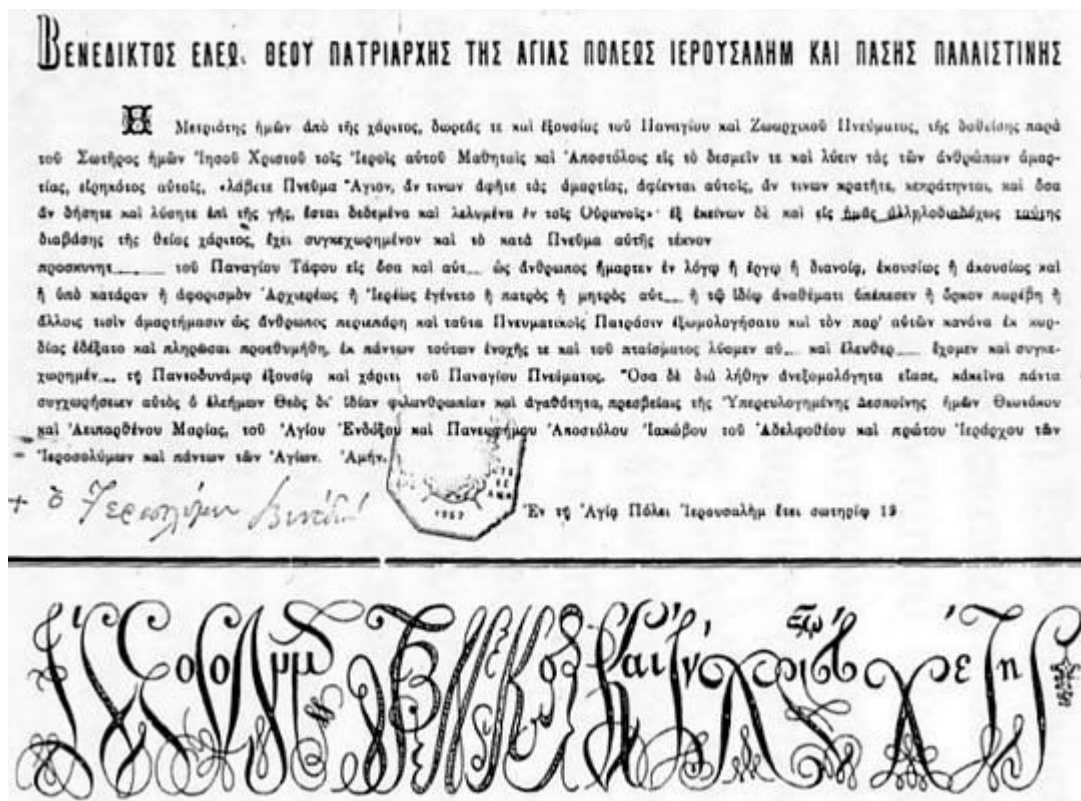 ΒΕΝΕΔΙΚΤΟΣ ΕΛΕΩ. ΘΕΟΥ ΠΑΤΡΙΑΡΧΗΣ ΤΗΣ ΑΓΙΑΣ ΠΟΛΕΩΣ ΙΕΡΟΥΣΑΛΗΜ ΚΑΙ ΠΑΣΗΣ ΠΑΛΑΙΣΤΙΝΗΣ
Η Μετριότης ἡμῶν ἀπὸ τῆς χάριτος, δωρεᾶς τε καὶ ἐξουσίας τοῦ Παναγίου καὶ Ζωαρχικοῦ Πνεύματος, τῆς δοθείσης παρὰ
τοῦ Σωτῆρος ἡμῶν Ἰησοῦ Χριστοῦ τοῖς Ἱεροῖς αὐτοῦ Μαθηταῖς καὶ Ἀποστόλοις εἰς τὸ δεσμεῖν τε καὶ λύειν τὰς τῶν ἀνθρώπων ἁμαρ-
τίας, εἰρηκότος αὐτοῖς, «λάβετε Πνεῦμα Ἅγιον, ἄν τινων ἀφῆτε τὰς ἁμαρτίας, ἀφίενται αὐτοῖς, ἄν τινων κρατῆτε, κεκράτηνται, καὶ ὅσα
ἂν δήσητε καὶ λύσητε ἐπὶ τῆς γῆς, ἔσται δεδεμένα καὶ λελυμένα ἐν τοῖς Οὐρανοῖς»· ἐξ ἐκείνων δὲ καὶ εἰς ἡμᾶς ἀλληλοδιαδόχως ταύτης
διαβάσης τῆς θείας χάριτος, ἔχει συγκεχωρημένον καὶ τὸ κατὰ Πνεῦμα αὐτῆς τέκνον
προσκυνητ____ τοῦ Παναγίου Τάφου εἰς ὅσα καὶ αὐτ__ ὡς ἄνθρωπος ἥμαρτεν ἐν λόγῳ ἢ ἔργῳ ἢ διανοίᾳ, ἑκουσίως ἢ ἀκουσίως καὶ
ἢ ὑπὸ κατάραν ἢ ἀφορισμὸν Ἀρχιερέως ἢ Ἱερέως ἐγένετο ἢ πατρὸς ἢ μητρὸς αὐτ__ ἢ τῷ ἰδίῳ ἀναθέματι ὑπέπεσεν ἢ ὅρκον παρέβη ἢ
ἄλλοις τισὶν ἁμαρτήμασιν ὡς ἄνθρωπος περιεπάρη καὶ ταῦτα Πνευματικοῖς Πατράσιν ἐξωμολογήσατο καὶ τὸν παρ' αὐτῶν κανόνα ἐκ καρ-
δίας ἐδέξατο καὶ πληρῶσαι προεθυμήθη, ἐκ πάντων τούτων ἐνοχῆς τε καὶ τοῦ πταίσματος λύομεν αὐ__ καὶ ἐλευθερ____ ἔχομεν καὶ συγκε-
χωρημέν__ τῇ Παντοδυνάμῳ ἐξουσίᾳ καὶ χάριτι τοῦ Παναγίου Πνεύματος. Ὅσα δὲ διὰ λήθην ἀνεξομολόγητα εἴασε, κἀκεῖνα πάντα
συγχωρήσειεν αὐτὸς ὁ ἐλεήμων Θεὸς δι' ἰδίαν φιλανθρωπίαν καὶ ἀγαθότητα, πρεσβείαις τῆς Ὑπερευλογημένης Δεσποίνης ἡμῶν Θεοτόκου
καὶ Ἀειπαρθένου Μαρίας, τοῦ Ἁγίου Ἐνδόξου καὶ Πανευφήμου Ἀποστόλου Ἰακώβου τοῦ Ἀδελφοθέου καὶ πρώτου Ἱεράρχου τῶν
Ἱεροσολύμων καὶ πάντων τῶν Ἁγίων. Ἀμήν.
+ ὁ Ἱεροσολύμων
Ἐν τῇ Ἁγίᾳ Πόλει Ἱερουσαλὴμ ἔτει σωτηρίῳ 19